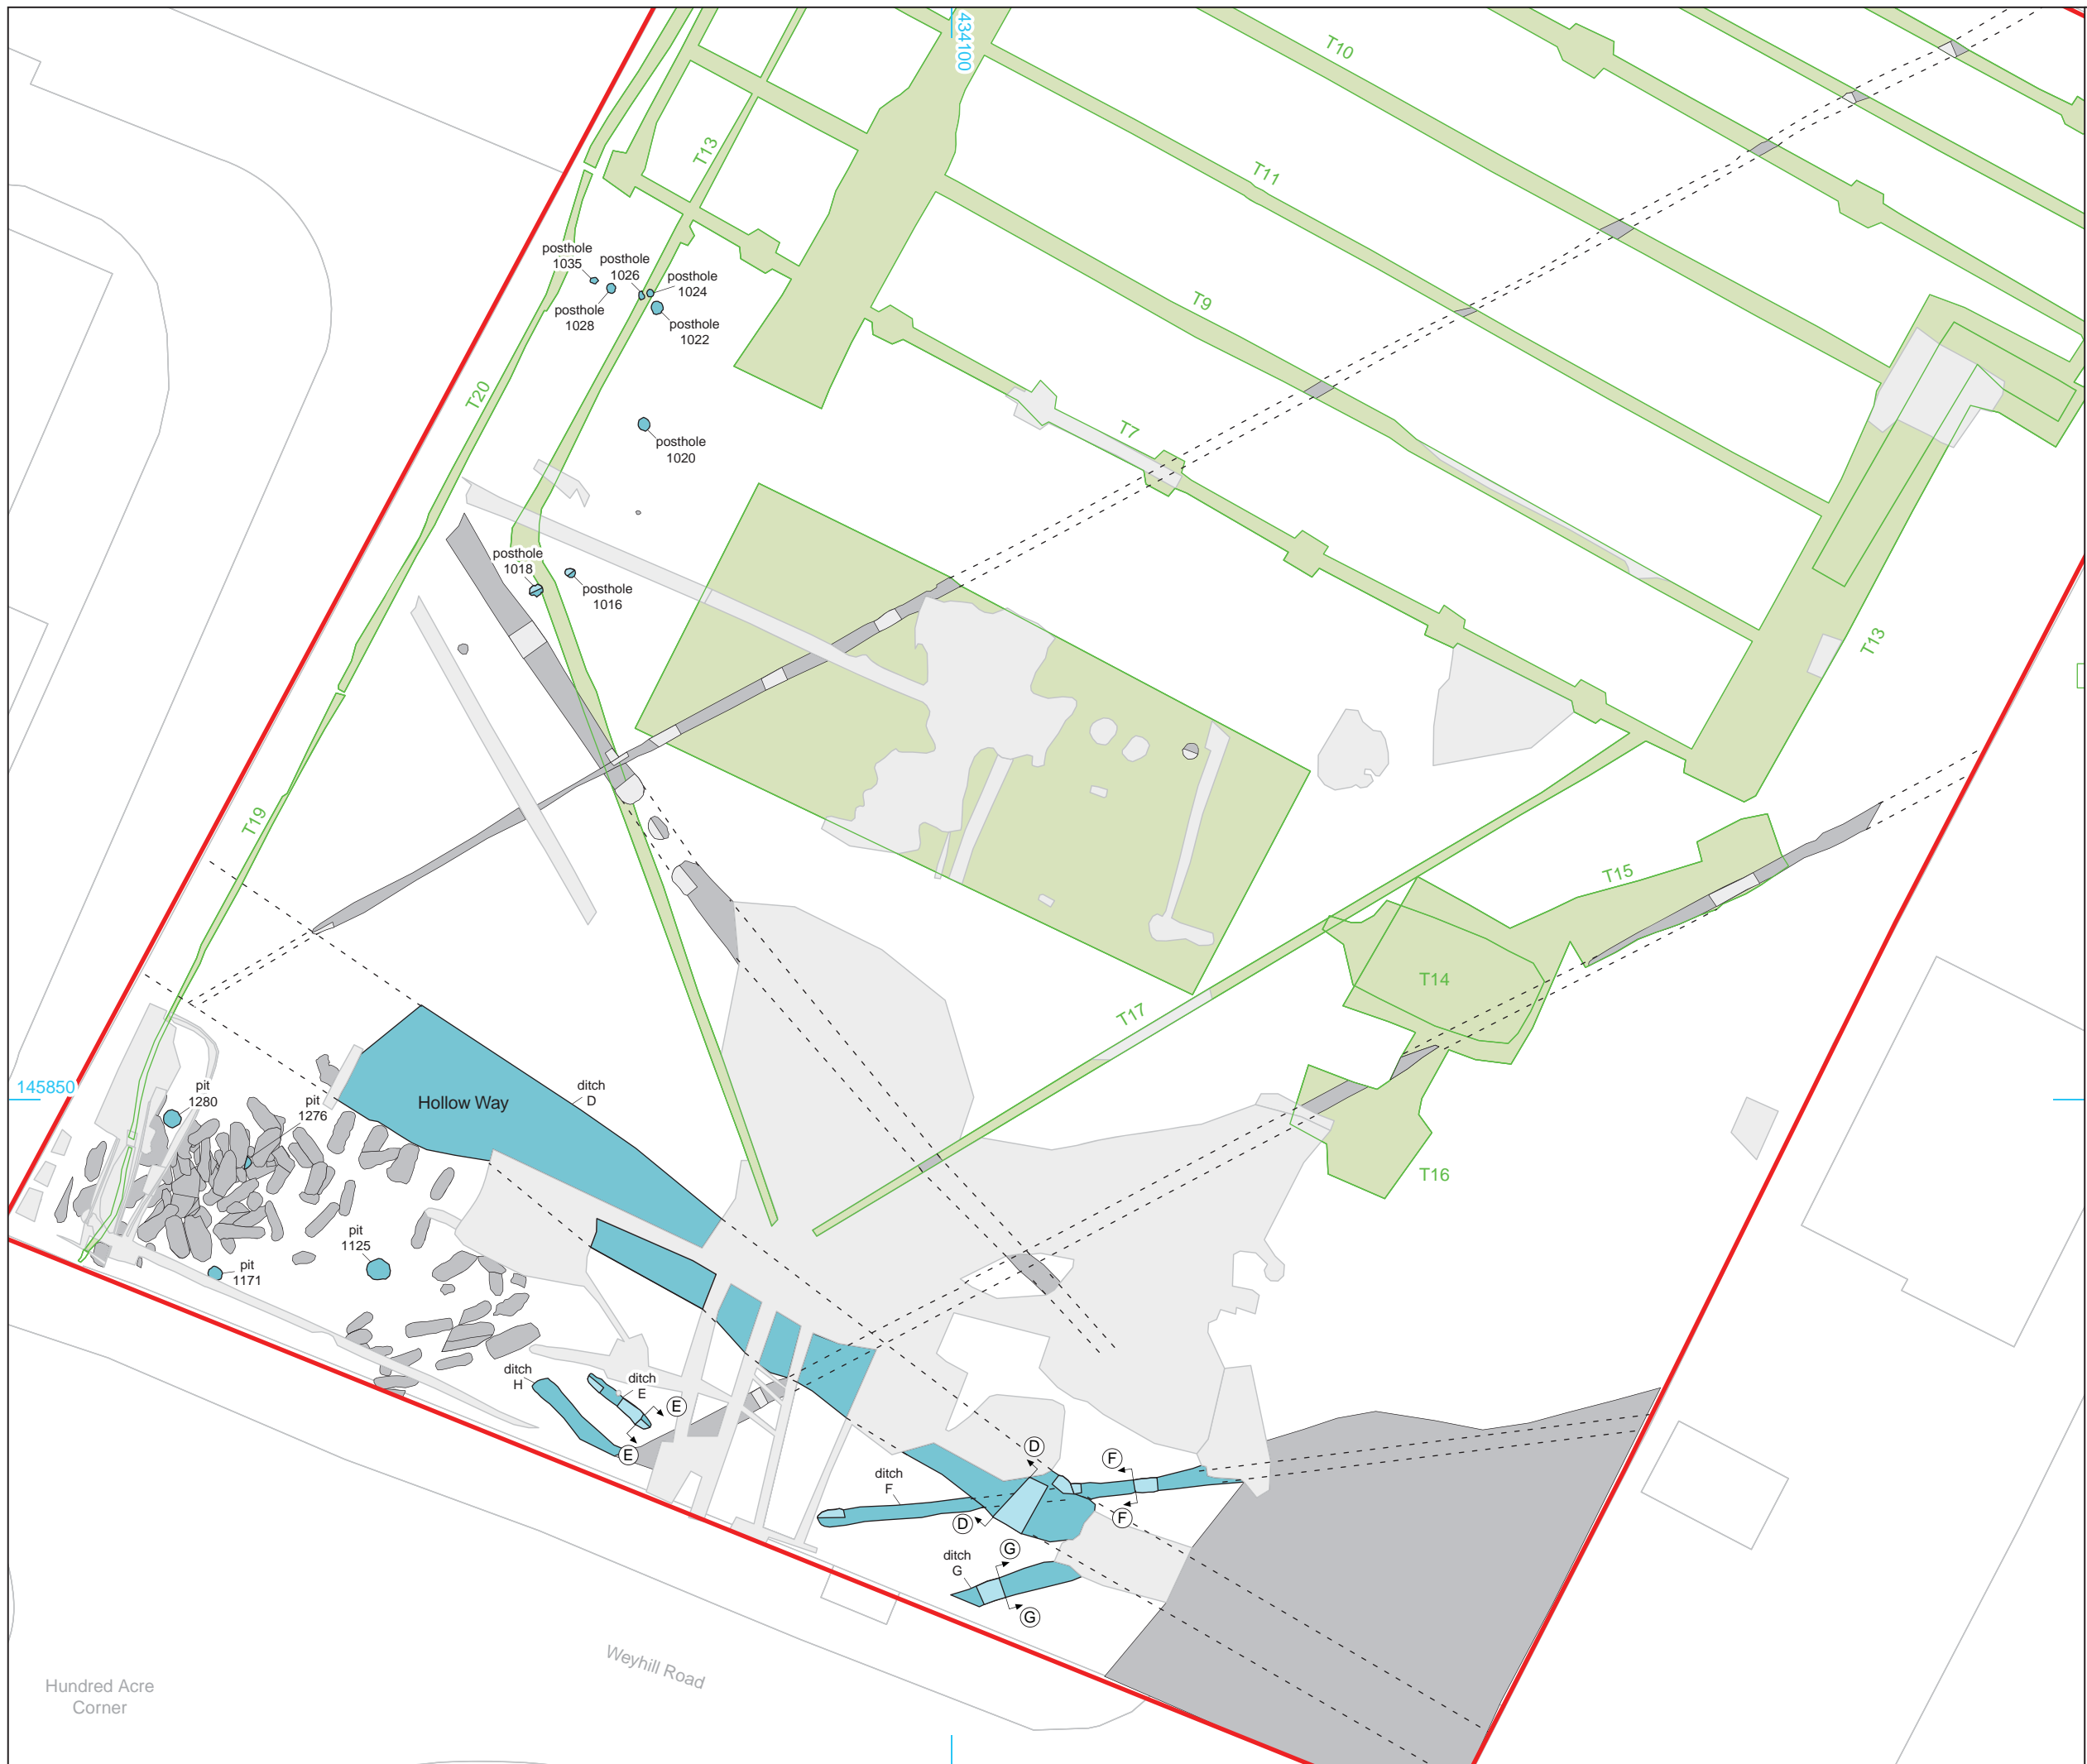 434100
T10
T13
T11
posthole
1035
posthole
1026
posthole
1024
posthole
1028
posthole
1022
T9
T20
T7
posthole
1020
posthole
1018
posthole
1016
T13
T19
T15
T14
T17
145850
pit
1280
pit
1276
Hollow Way
ditch
D
T16
pit
1125
pit
1171
ditch
H
ditch
E
E
E
D
F
ditch
F
D
F
G
ditch
G
G
Weyhill Road
Hundred Acre
Corner